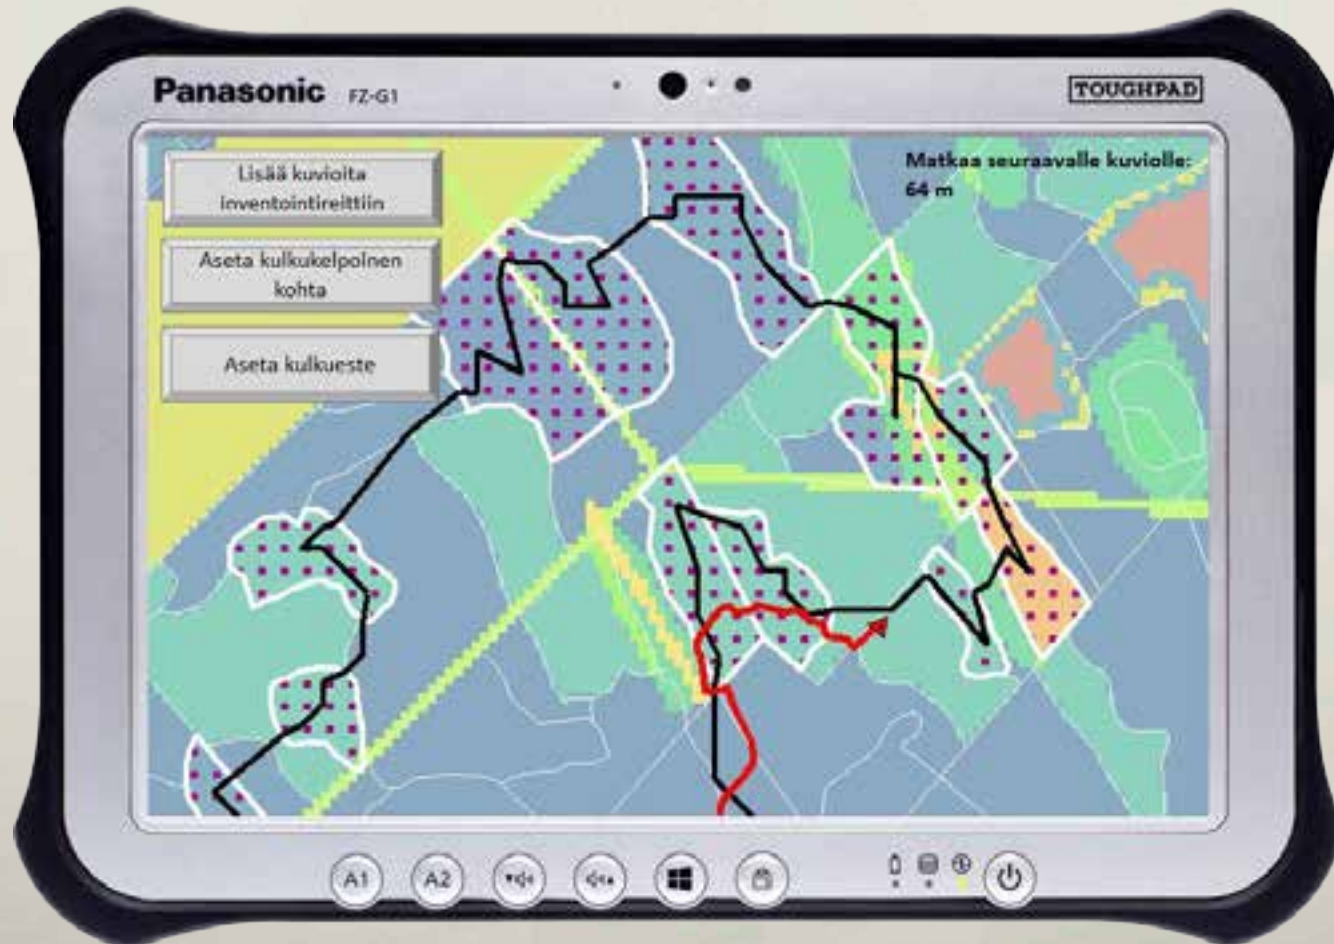 Panasonic FZ-G1
TOUGHPAD
Lisää kuvioita
inventointireittiin
Aseta kulkukelpoinen
kohta
Aseta kulkueste
Matkaa seuraavalle kuviolle:
64 m
A1
A2